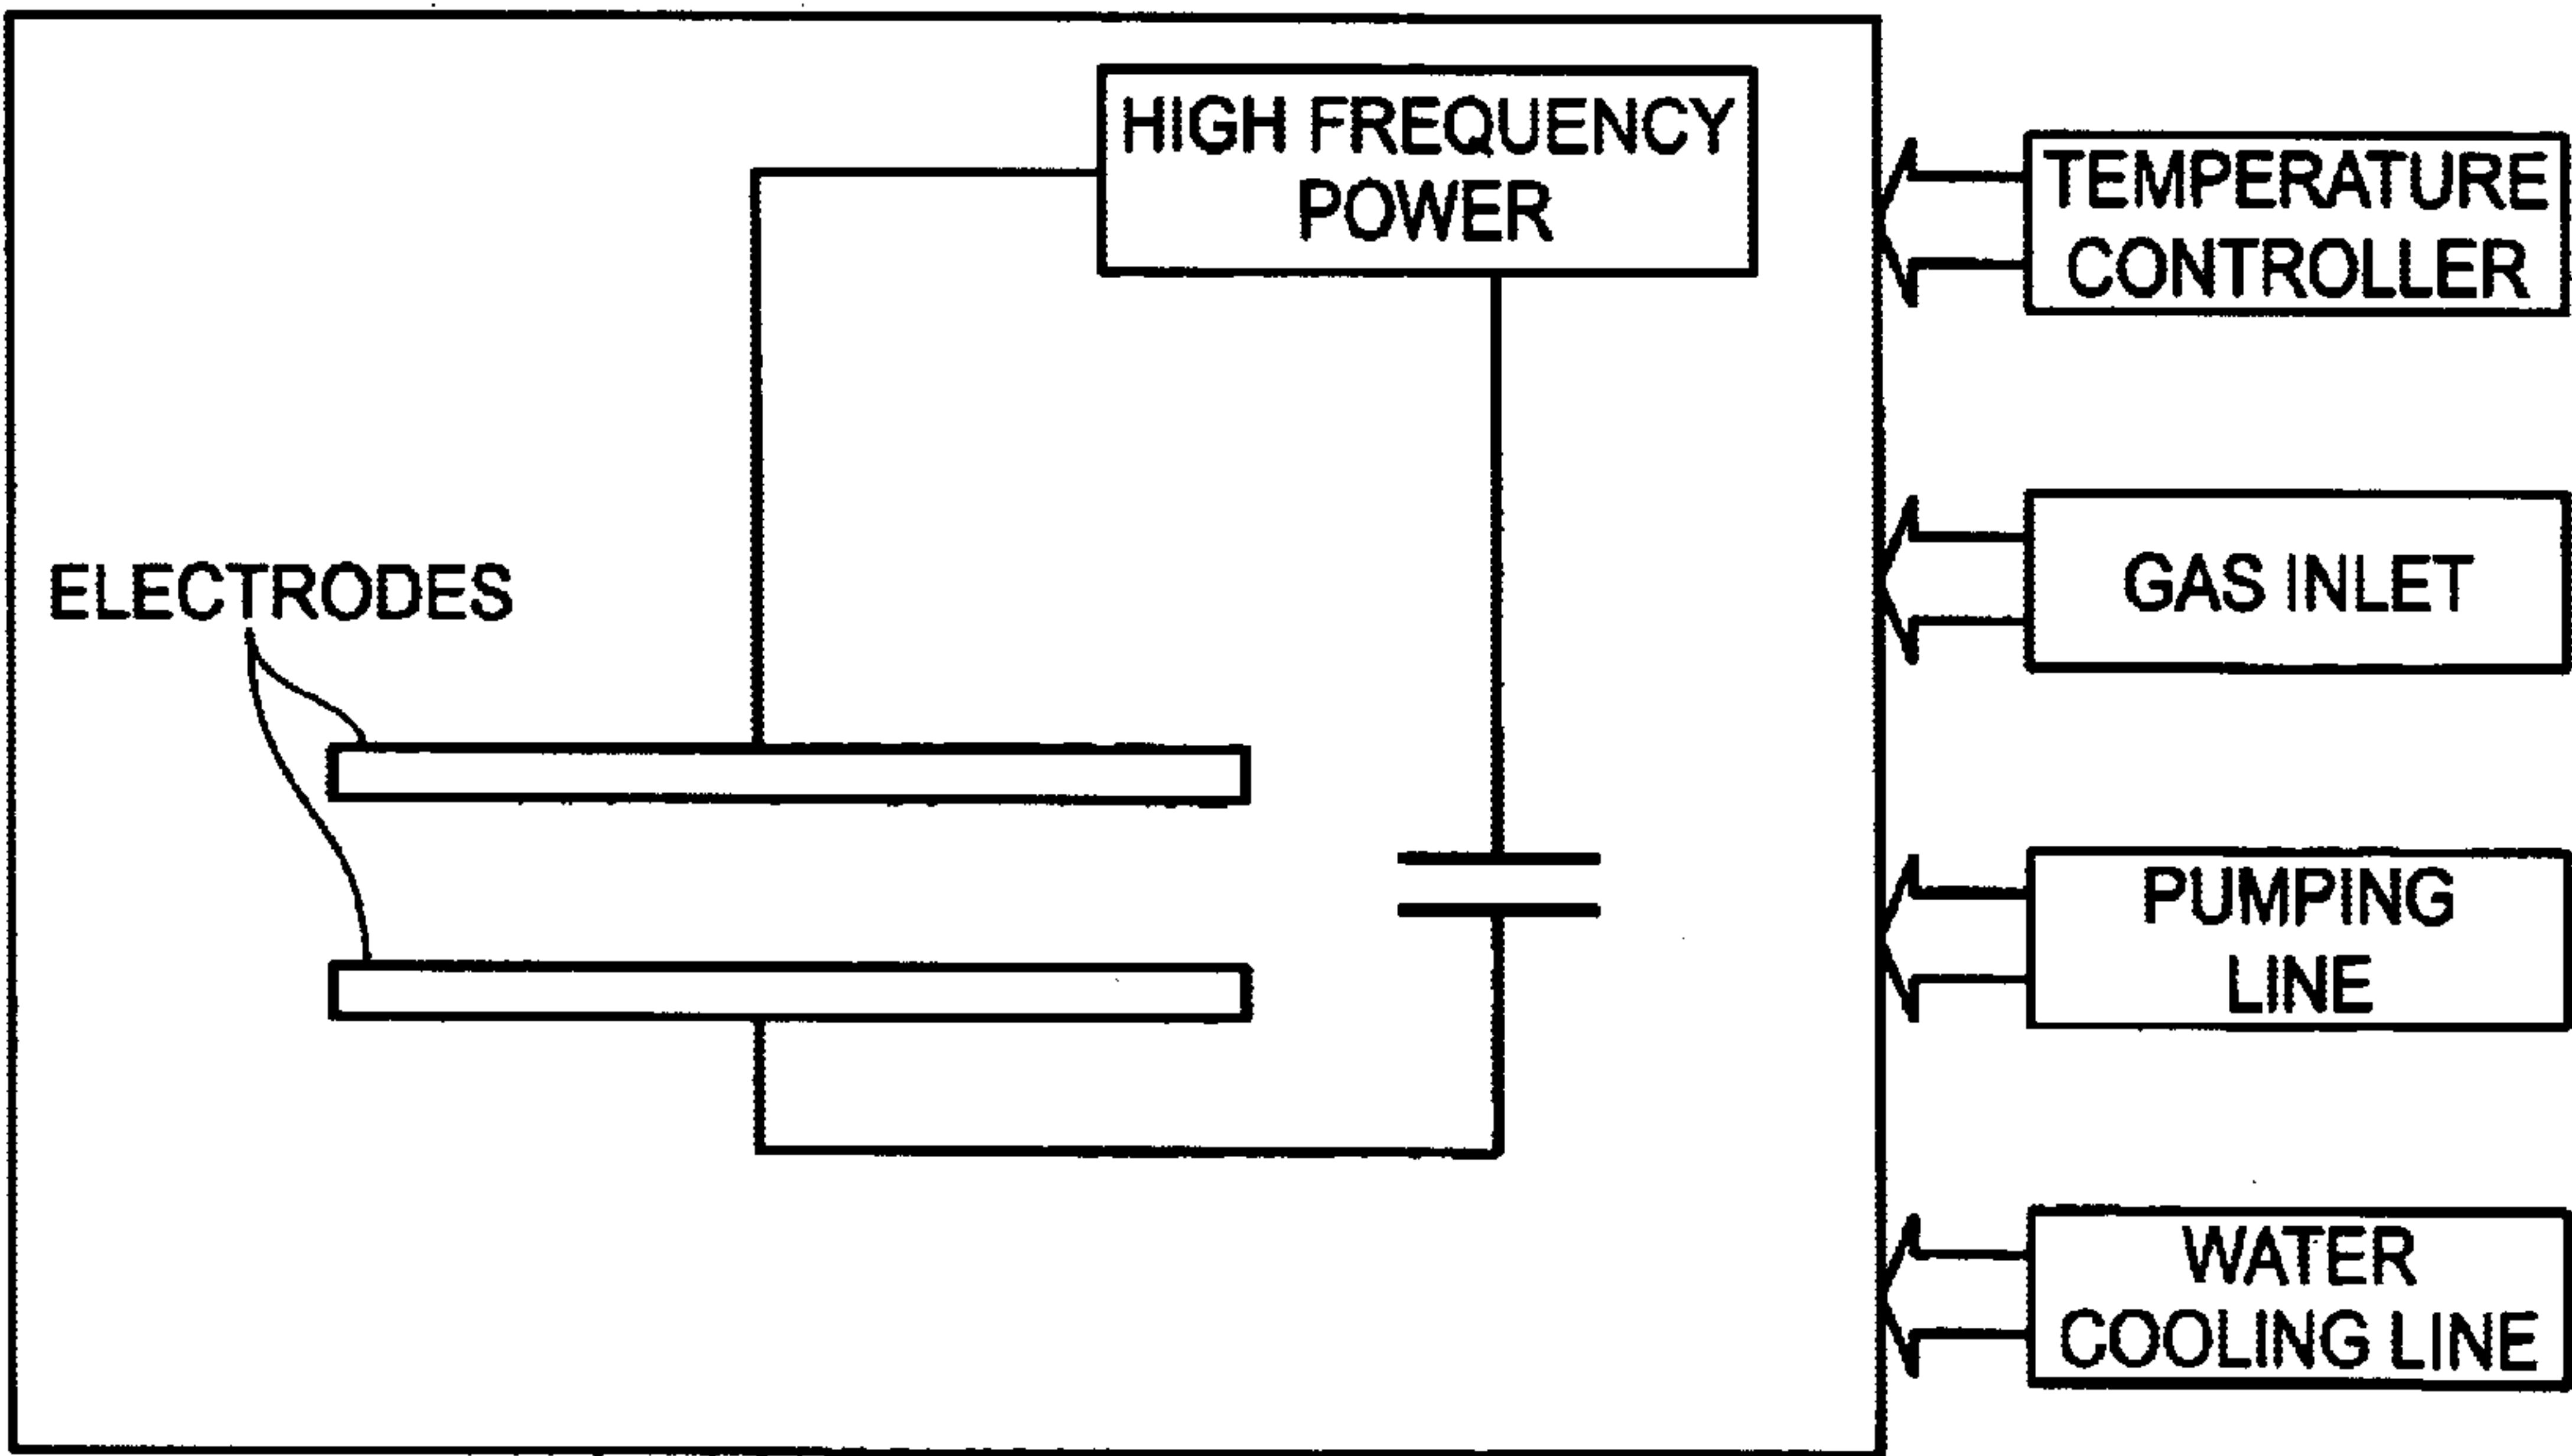 HIGH FREQUENCY
POWER
TEMPERATURE
CONTROLLER
ELECTRODES
GAS INLET
PUMPING
LINE
WATER
COOLING LINE